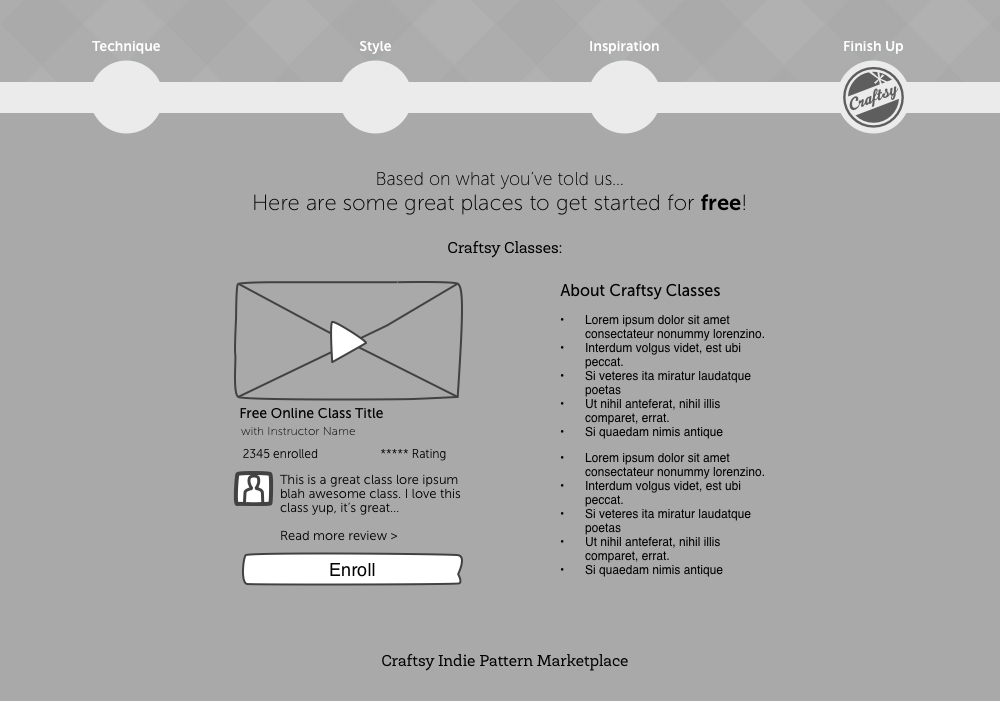 Technique
Style
Inspiration
Finish Up
Craftsy
Based on what you've told us...
Here are some great places to get started for free!
Craftsy Classes:
Free Online Class Title
with Instructor Name
2345 enrolled
***** Rating
This is a great class lore ipsum
blah awesome class. I love this
class yup, it's great...
Read more review >
Enroll
About Craftsy Classes
• Lorem ipsum dolor sit amet
consectateur nonummy lorenzino.
• Interdum volgus videt, est ubi
peccat.
• Si veteres ita miratur laudatque
poetas
• Ut nihil anteferat, nihil illis
comparet, errat.
• Si quaedam nimis antique
• Lorem ipsum dolor sit amet
consectateur nonummy lorenzino.
• Interdum volgus videt, est ubi
peccat.
• Si veteres ita miratur laudatque
poetas
• Ut nihil anteferat, nihil illis
comparet, errat.
• Si quaedam nimis antique
Craftsy Indie Pattern Marketplace